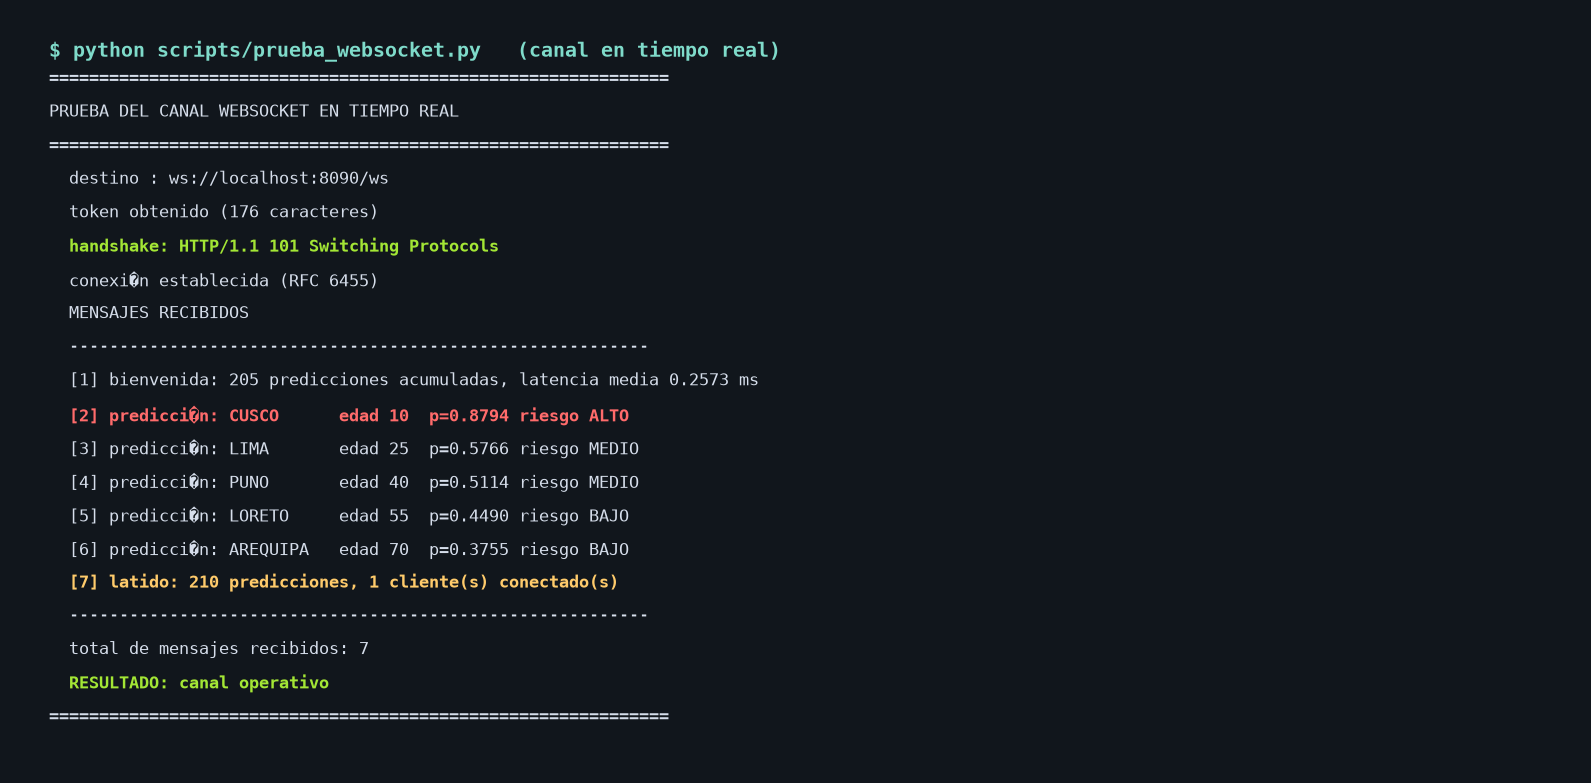 $ python scripts/prueba_websocket.py   (canal en tiempo real)
==============================================================
PRUEBA DEL CANAL WEBSOCKET EN TIEMPO REAL
==============================================================
destino : ws://localhost:8090/ws
token obtenido (176 caracteres)
handshake: HTTP/1.1 101 Switching Protocols
conexi�n establecida (RFC 6455)
MENSAJES RECIBIDOS
----------------------------------------------------------
[1] bienvenida: 205 predicciones acumuladas, latencia media 0.2573 ms
[2] predicci�n: CUSCO      edad 10  p=0.8794 riesgo ALTO
[3] predicci�n: LIMA       edad 25  p=0.5766 riesgo MEDIO
[4] predicci�n: PUNO       edad 40  p=0.5114 riesgo MEDIO
[5] predicci�n: LORETO     edad 55  p=0.4490 riesgo BAJO
[6] predicci�n: AREQUIPA   edad 70  p=0.3755 riesgo BAJO
[7] latido: 210 predicciones, 1 cliente(s) conectado(s)
----------------------------------------------------------
total de mensajes recibidos: 7
RESULTADO: canal operativo
==============================================================